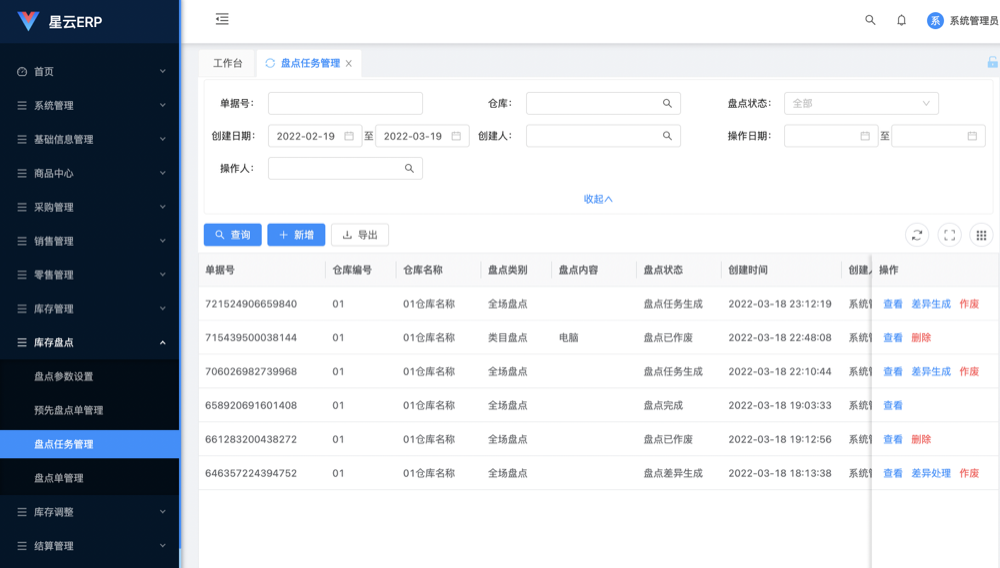 星云ERP
系 系统管理员
首页
系统管理
基础信息管理
商品中心
采购管理
销售管理
零售管理
库存管理
库存盘点
盘点参数设置
预先盘点单管理
盘点任务管理
盘点单管理
库存调整
结算管理
工作台 盘点任务管理
单据号: 仓库: 盘点状态: 全部
创建日期: 2022-02-19 至 2022-03-19 创建人: 操作日期: 至
操作人:
收起
查询 新增 导出
单据号 仓库编号 仓库名称 盘点类别 盘点内容 盘点状态 创建时间 创建 操作
721524906659840 01 01仓库名称 全场盘点 盘点任务生成 2022-03-18 23:12:19 系统 查看 差异生成 作废
715439500038144 01 01仓库名称 类目盘点 电脑 盘点已作废 2022-03-18 22:48:08 系统 查看 删除
706026982739968 01 01仓库名称 全场盘点 盘点任务生成 2022-03-18 22:10:44 系统 查看 差异生成 作废
658920691601408 01 01仓库名称 全场盘点 盘点完成 2022-03-18 19:03:33 系统 查看
661283200438272 01 01仓库名称 全场盘点 盘点已作废 2022-03-18 19:12:56 系统 查看 删除
646357224394752 01 01仓库名称 全场盘点 盘点差异生成 2022-03-18 18:13:38 系统 查看 差异处理 作废